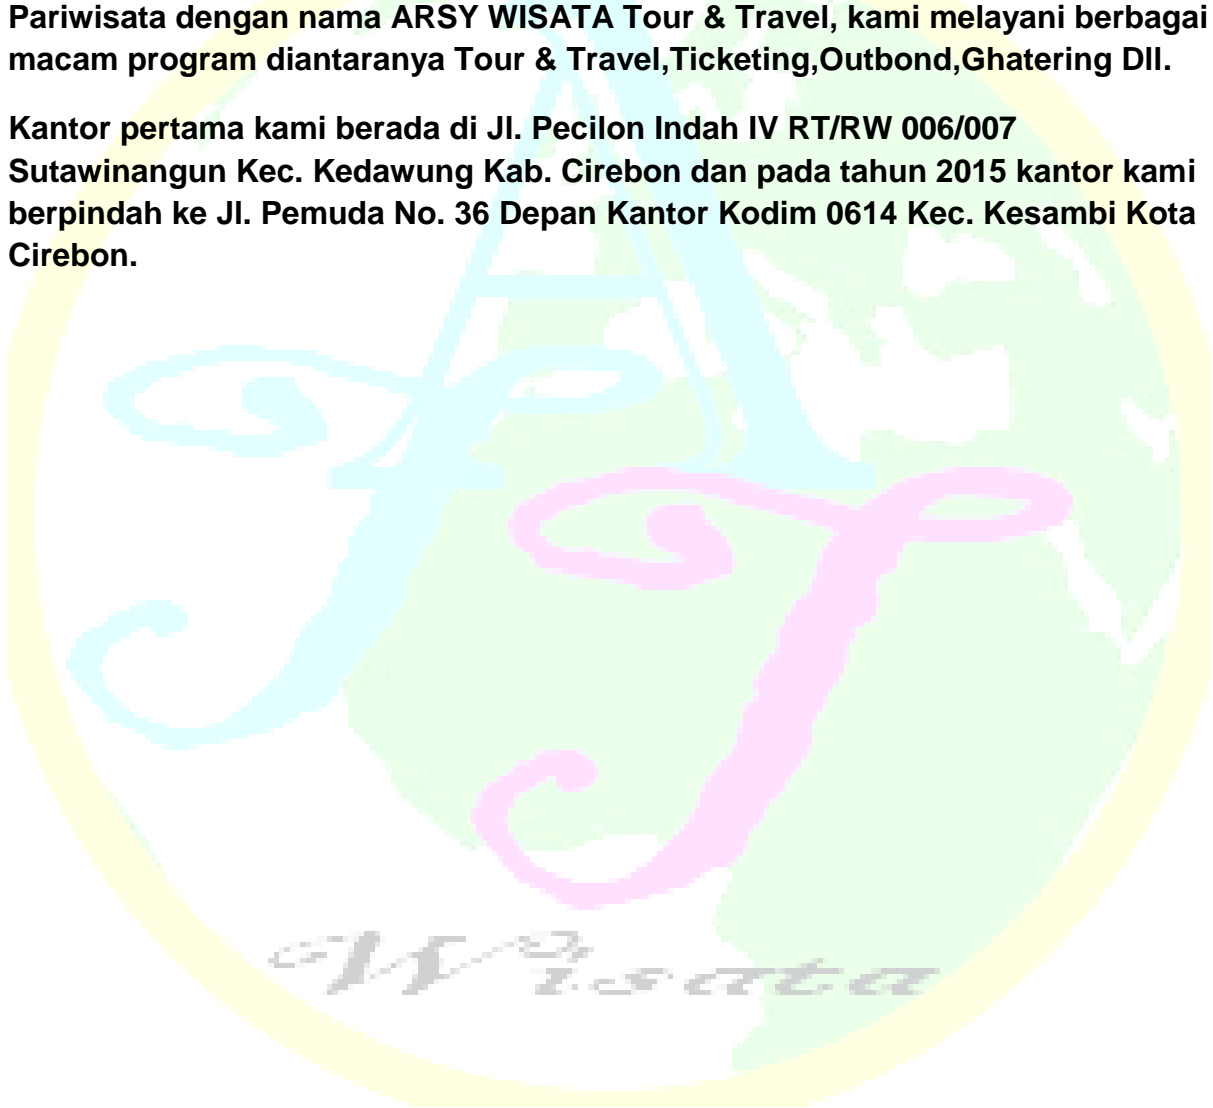 Pariwisata dengan nama ARSY WISATA Tour & Travel, kami melayani berbagai
macam program diantaranya Tour & Travel,Ticketing,Outbond,Ghatering Dll.
Kantor pertama kami berada di Jl. Pecilon Indah IV RT/RW 006/007
Sutawinangun Kec. Kedawung Kab. Cirebon dan pada tahun 2015 kantor kami
berpindah ke Jl. Pemuda No. 36 Depan Kantor Kodim 0614 Kec. Kesambi Kota
Cirebon.
A
T T
Wisata